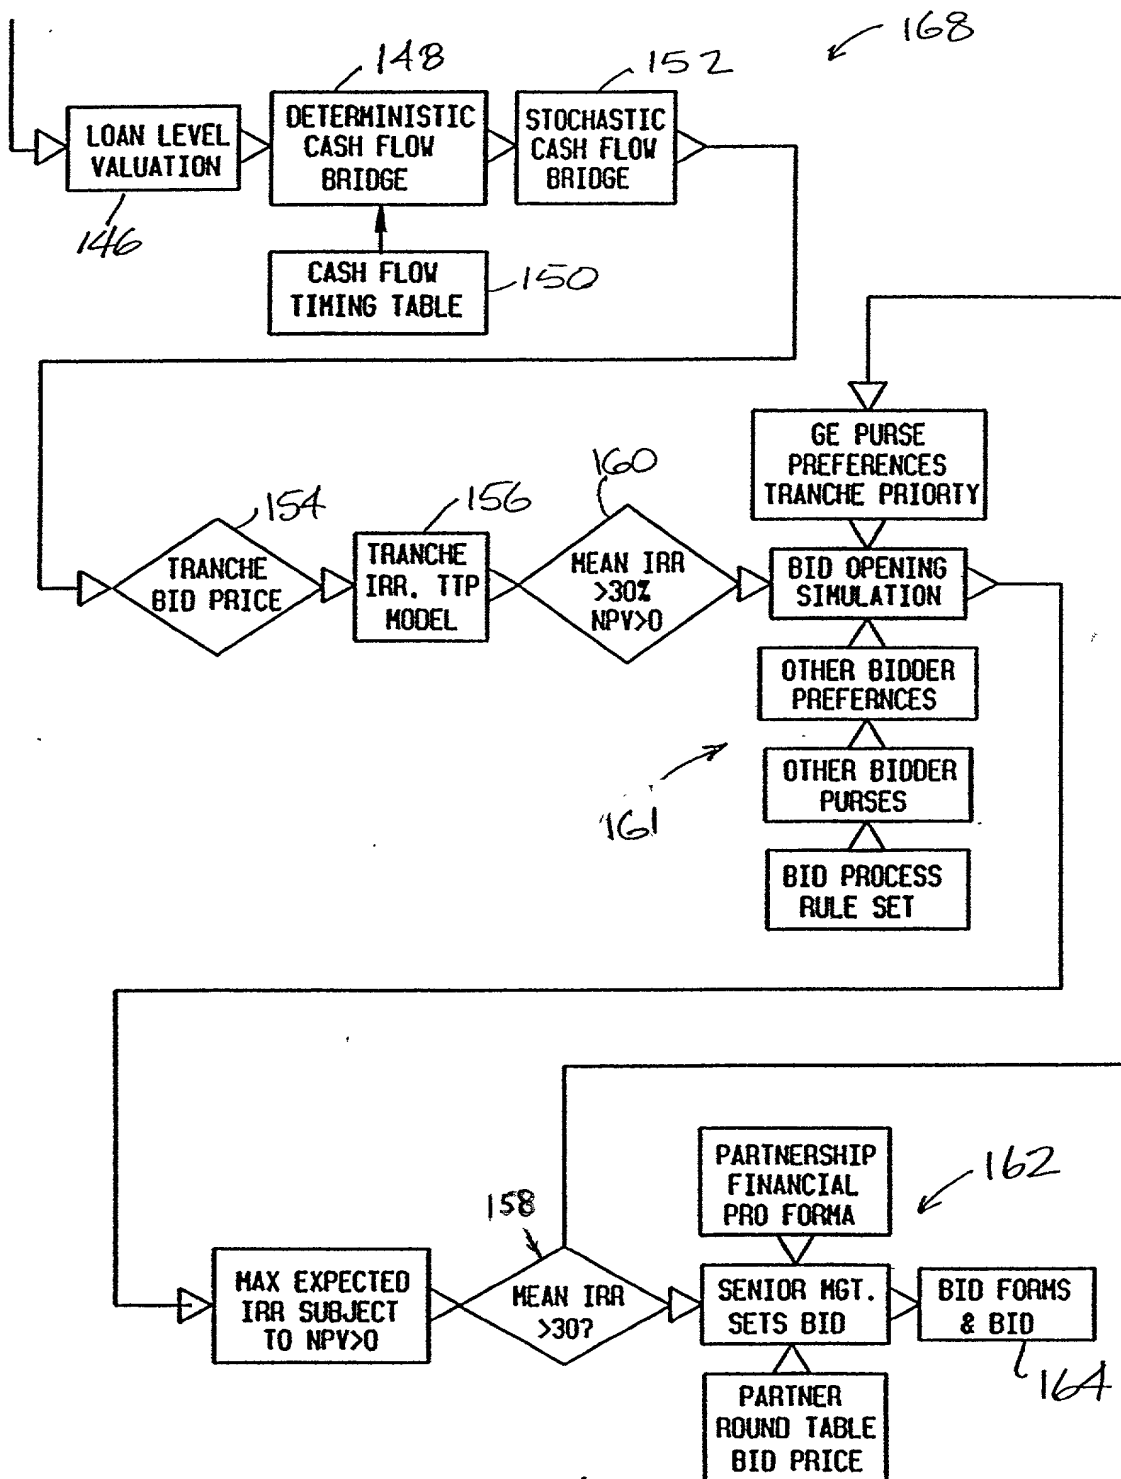 168
148
152
LOAN LEVEL
VALUATION
DETERMINISTIC
CASH FLOW
BRIDGE
STOCHASTIC
CASH FLOW
BRIDGE
146
CASH FLOW
TIMING TABLE
150
GE PURSE
PREFERENCES
TRANCHE PRIORTY
154
156
160
TRANCHE
BID PRICE
TRANCHE
IRR. TTP
MODEL
MEAN IRR
>30%
NPV>0
BID OPENING
SIMULATION
OTHER BIDDER
PREFERNCES
161
OTHER BIDDER
PURSES
BID PROCESS
RULE SET
PARTNERSHIP
FINANCIAL
PRO FORMA
162
158
MAX EXPECTED
IRR SUBJECT
TO NPV>0
MEAN IRR
>30?
SENIOR MGT.
SETS BID
BID FORMS
& BID
164
PARTNER
ROUND TABLE
BID PRICE